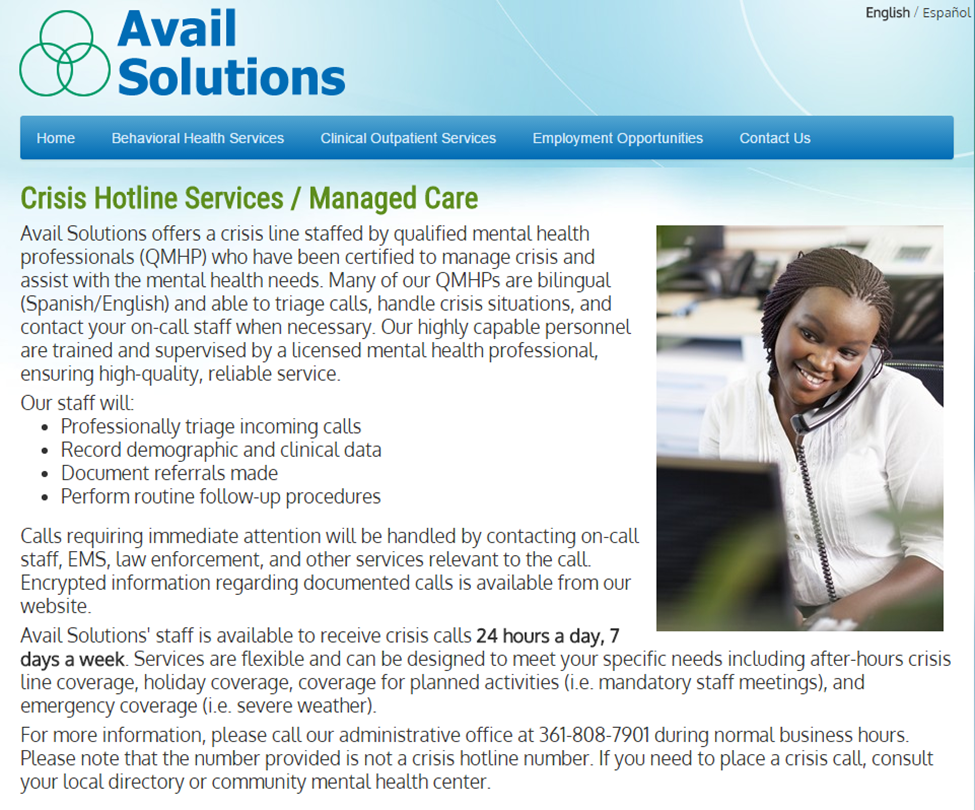 English / Español
Avail
Solutions
Home Behavioral Health Services Clinical Outpatient Services Employment Opportunities Contact Us
Crisis Hotline Services / Managed Care
Avail Solutions offers a crisis line staffed by qualified mental health
professionals (QMHP) who have been certified to manage crisis and
assist with the mental health needs. Many of our QMHPs are bilingual
(Spanish/English) and able to triage calls, handle crisis situations, and
contact your on-call staff when necessary. Our highly capable personnel
are trained and supervised by a licensed mental health professional,
ensuring high-quality, reliable service.
Our staff will:
• Professionally triage incoming calls
• Record demographic and clinical data
• Document referrals made
• Perform routine follow-up procedures
Calls requiring immediate attention will be handled by contacting on-call
staff, EMS, law enforcement, and other services relevant to the call.
Encrypted information regarding documented calls is available from our
website.
Avail Solutions' staff is available to receive crisis calls 24 hours a day, 7
days a week. Services are flexible and can be designed to meet your specific needs including after-hours crisis
line coverage, holiday coverage, coverage for planned activities (i.e. mandatory staff meetings), and
emergency coverage (i.e. severe weather).
For more information, please call our administrative office at 361-808-7901 during normal business hours.
Please note that the number provided is not a crisis hotline number. If you need to place a crisis call, consult
your local directory or community mental health center.